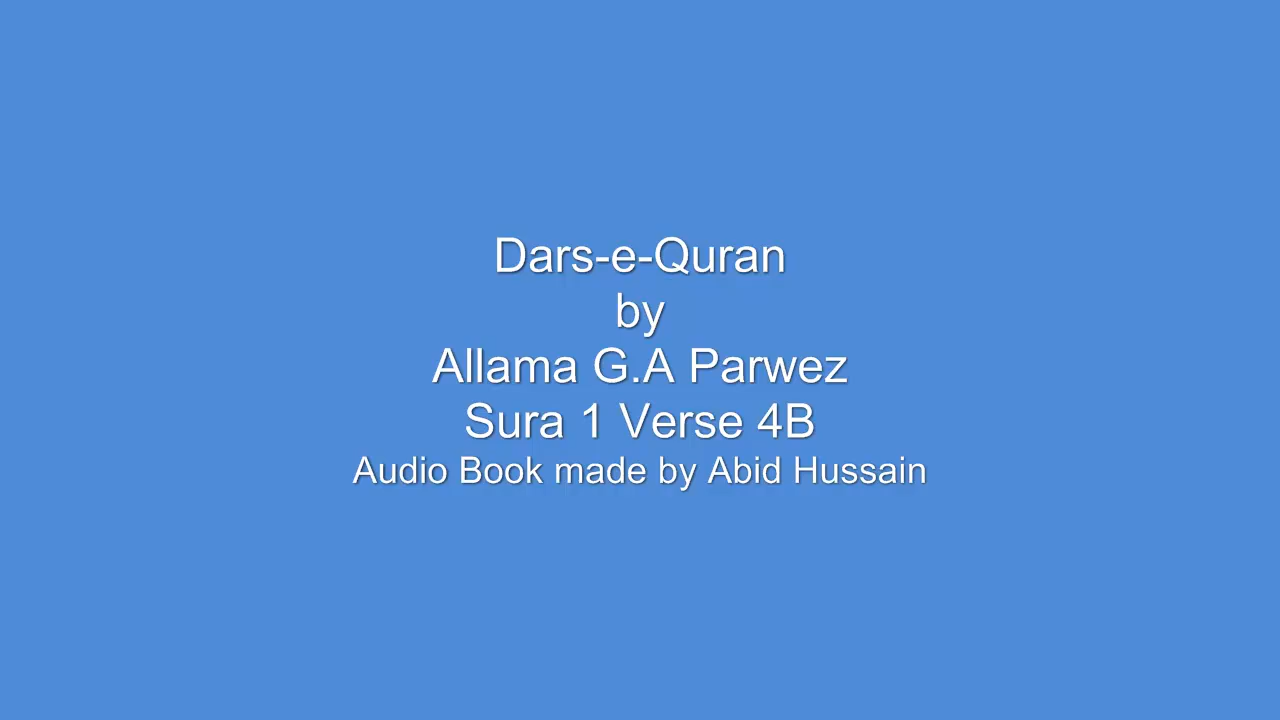 Dars-e-Quran
by
Allama G.A Parwez
Sura 1 Verse 4B
Audio Book made by Abid Hussain